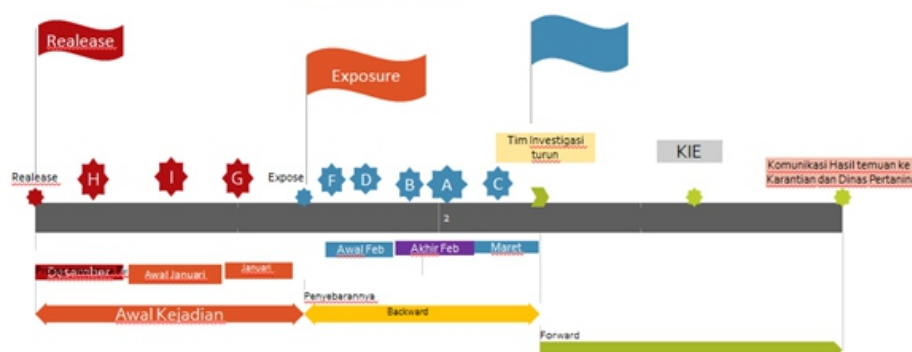 Realease
Exposure
Tim Investigasi
turun
KIE
Komunikasi Hasil temuan ke
Karantian dan Dinas Pertanin
Realease
H
I
G
Expose
F
D
B
A
C
2
Awal Feb
Akhir Feb
Maret
Desember
Awal Januari
Januari
Penyebarannya
Awal Kejadian
Backward
Forward